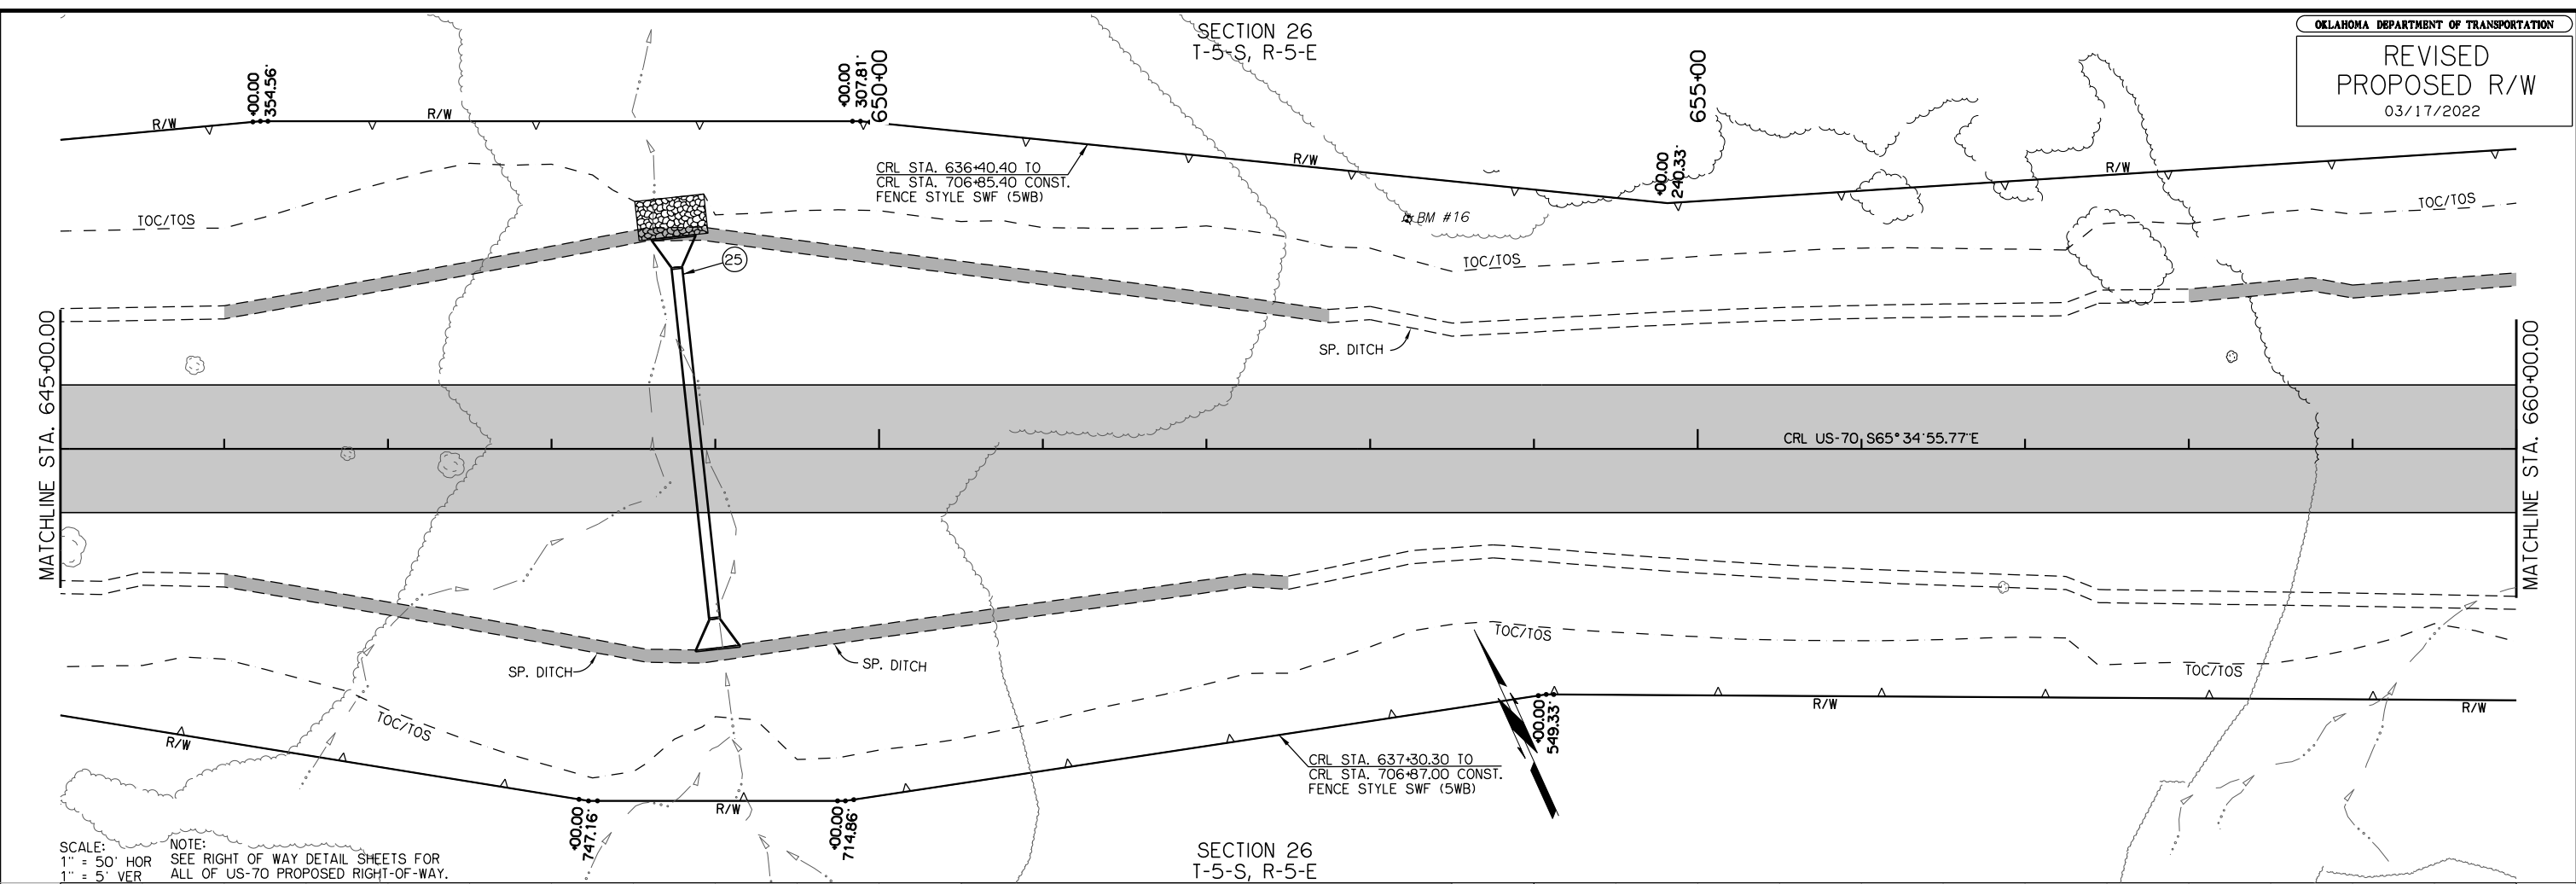 SECTION 26
T-5-S, R-5-E
OKLAHOMA DEPARTMENT OF TRANSPORTATION
REVISED
PROPOSED R/W
03/17/2022
+00.00
354.56'
+00.00
307.81'
650+00
655+00
R/W
R/W
R/W
R/W
CRL STA. 636+40.40 TO
CRL STA. 706+85.40 CONST.
FENCE STYLE SWF (5WB)
+00.00
240.33'
BM #16
TOC/TOS
TOC/TOS
TOC/TOS
25
SP. DITCH
MATCHLINE STA. 645+00.00
MATCHLINE STA. 660+00.00
CRL US-70 S65°34'55.77"E
SP. DITCH
SP. DITCH
TOC/TOS
TOC/TOS
TOC/TOS
R/W
R/W
R/W
R/W
+00.00
549.33'
CRL STA. 637+30.30 TO
CRL STA. 706+87.00 CONST.
FENCE STYLE SWF (5WB)
+00.00
747.16'
+00.00
714.86'
SCALE:
1" = 50' HOR
1" = 5' VER
NOTE:
SEE RIGHT OF WAY DETAIL SHEETS FOR
ALL OF US-70 PROPOSED RIGHT-OF-WAY.
SECTION 26
T-5-S, R-5-E